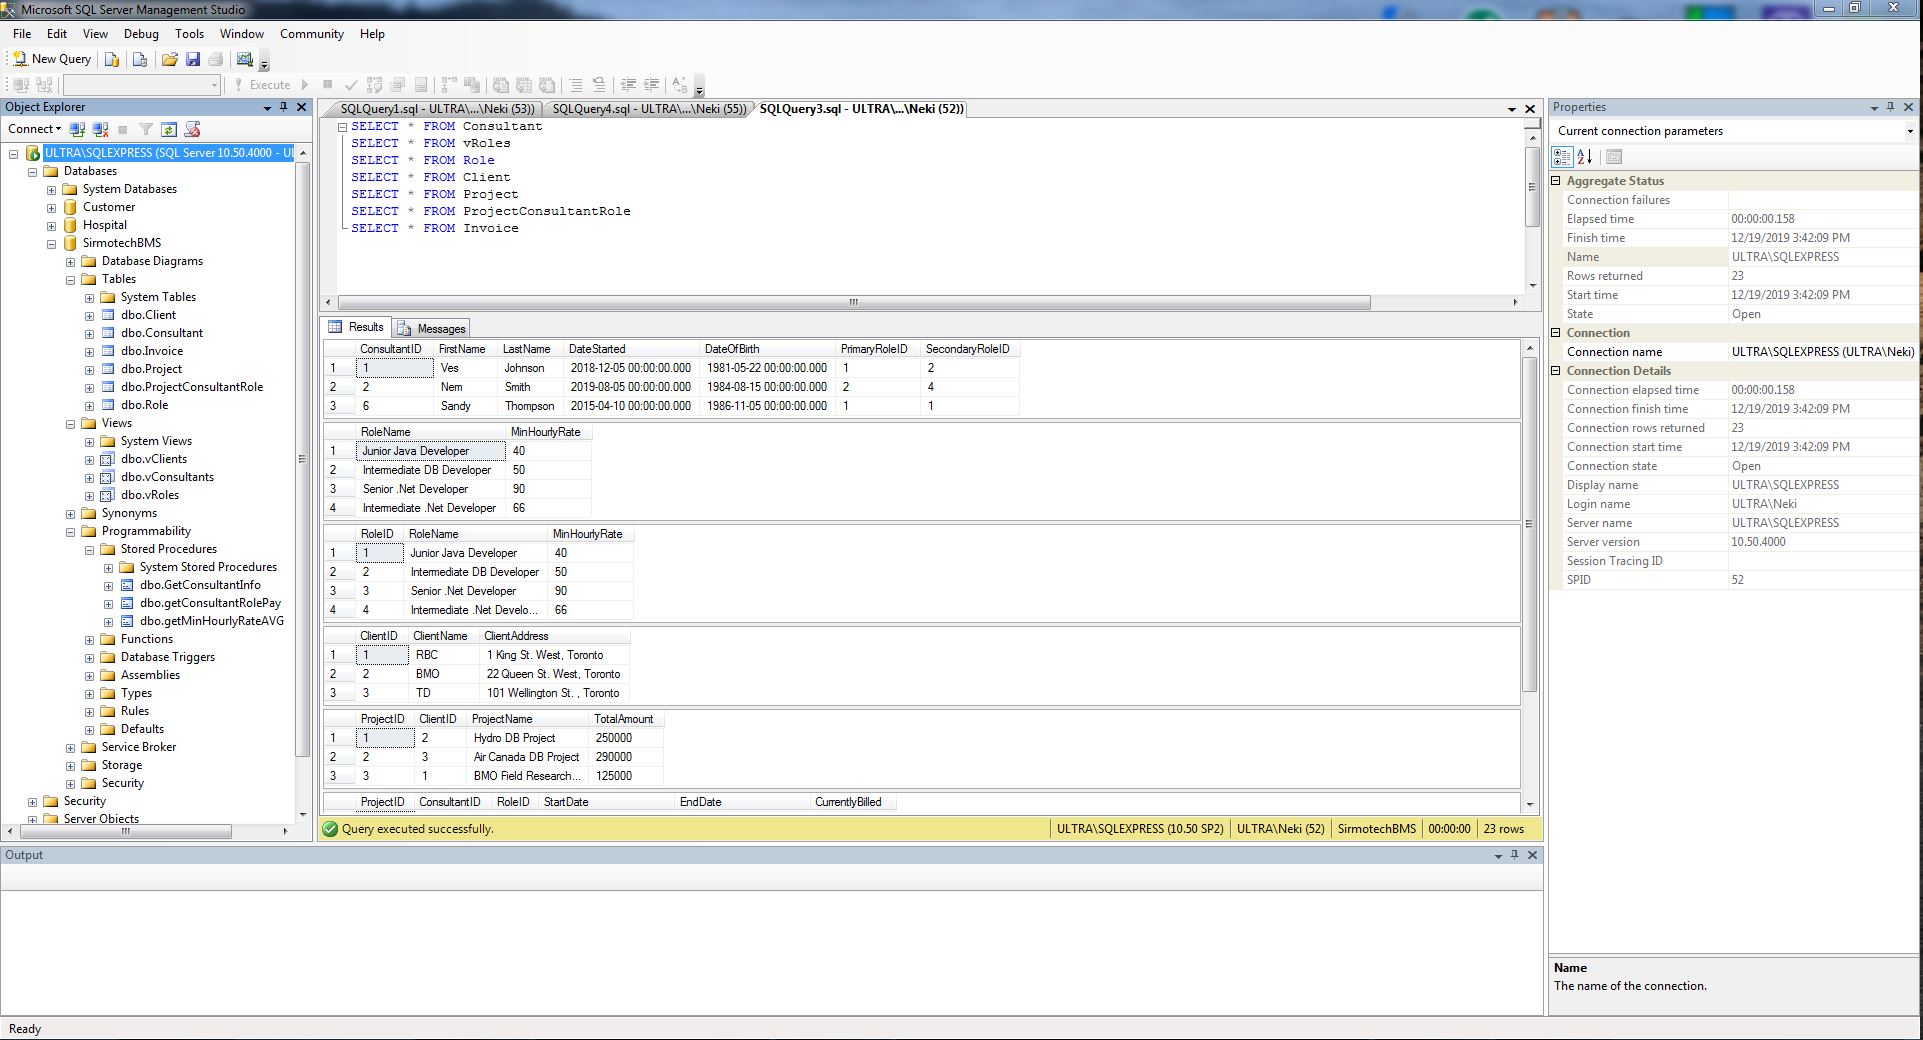 Microsoft SQL Server Management Studio
File Edit View Debug Tools Window Community Help
New Query
Execute
Object Explorer
Connect
ULTRA\SQLEXPRESS (SQL Server 10.50.4000 - UL
Databases
System Databases
Customer
Hospital
SirmotechBMS
Database Diagrams
Tables
System Tables
dbo.Client
dbo.Consultant
dbo.Invoice
dbo.Project
dbo.ProjectConsultantRole
dbo.Role
Views
System Views
dbo.vClients
dbo.vConsultants
dbo.vRoles
Synonyms
Programmability
Stored Procedures
System Stored Procedures
dbo.GetConsultantInfo
dbo.getConsultantRolePay
dbo.getMinHourlyRateAVG
Functions
Database Triggers
Assemblies
Types
Rules
Defaults
Service Broker
Storage
Security
Security
Server Objects
SQLQuery1.sql - ULTRA\...\Neki (53)) SQLQuery4.sql - ULTRA\...\Neki (55)) SQLQuery3.sql - ULTRA\...\Neki (52))
SELECT * FROM Consultant
SELECT * FROM vRoles
SELECT * FROM Role
SELECT * FROM Client
SELECT * FROM Project
SELECT * FROM ProjectConsultantRole
SELECT * FROM Invoice
Results Messages
ConsultantID FirstName LastName DateStarted DateOfBirth PrimaryRoleID SecondaryRoleID
1 1 Ves Johnson 2018-12-05 00:00:00.000 1981-05-22 00:00:00.000 1 2
2 2 Nem Smith 2019-08-05 00:00:00.000 1984-08-15 00:00:00.000 2 4
3 6 Sandy Thompson 2015-04-10 00:00:00.000 1986-11-05 00:00:00.000 1 1
RoleName MinHourlyRate
1 Junior Java Developer 40
2 Intermediate DB Developer 50
3 Senior .Net Developer 90
4 Intermediate .Net Developer 66
RoleID RoleName MinHourlyRate
1 1 Junior Java Developer 40
2 2 Intermediate DB Developer 50
3 3 Senior .Net Developer 90
4 4 Intermediate .Net Develo... 66
ClientID ClientName ClientAddress
1 1 RBC 1 King St. West, Toronto
2 2 BMO 22 Queen St. West, Toronto
3 3 TD 101 Wellington St. , Toronto
ProjectID ClientID ProjectName TotalAmount
1 1 2 Hydro DB Project 250000
2 2 3 Air Canada DB Project 290000
3 3 1 BMO Field Research... 125000
ProjectID ConsultantID RoleID StartDate EndDate CurrentlyBilled
Query executed successfully. ULTRA\SQLEXPRESS (10.50 SP2) ULTRA\Neki (52) SirmotechBMS 00:00:00 23 rows
Properties
Current connection parameters
Aggregate Status
Connection failures
Elapsed time 00:00:00.158
Finish time 12/19/2019 3:42:09 PM
Name ULTRA\SQLEXPRESS
Rows returned 23
Start time 12/19/2019 3:42:09 PM
State Open
Connection
Connection name ULTRA\SQLEXPRESS (ULTRA\Neki)
Connection Details
Connection elapsed time 00:00:00.158
Connection finish time 12/19/2019 3:42:09 PM
Connection rows returned 23
Connection start time 12/19/2019 3:42:09 PM
Connection state Open
Display name ULTRA\SQLEXPRESS
Login name ULTRA\Neki
Server name ULTRA\SQLEXPRESS
Server version 10.50.4000
Session Tracing ID
SPID 52
Name
The name of the connection.
Output
Ready